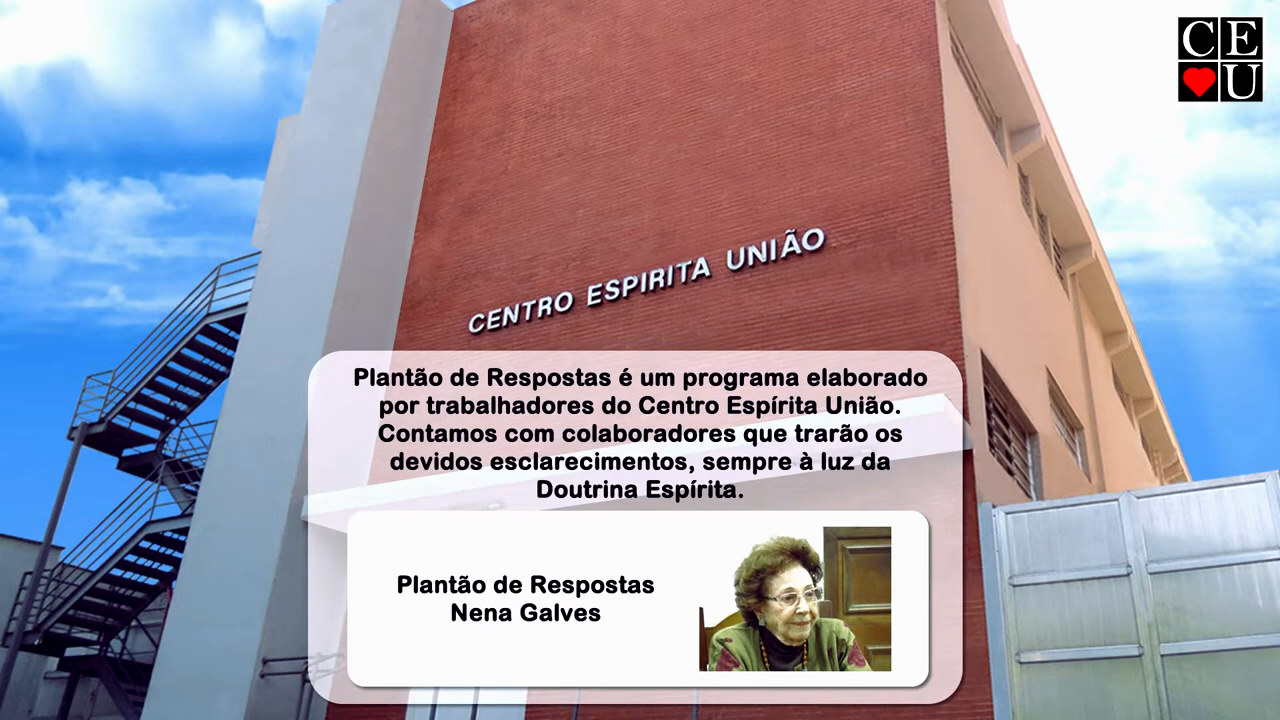 CE
U
CENTRO ESPIRITA UNIÃO
Plantão de Respostas é um programa elaborado
por trabalhadores do Centro Espírita União.
Contamos com colaboradores que trarão os
devidos esclarecimentos, sempre à luz da
Doutrina Espírita.
Plantão de Respostas
Nena Galves